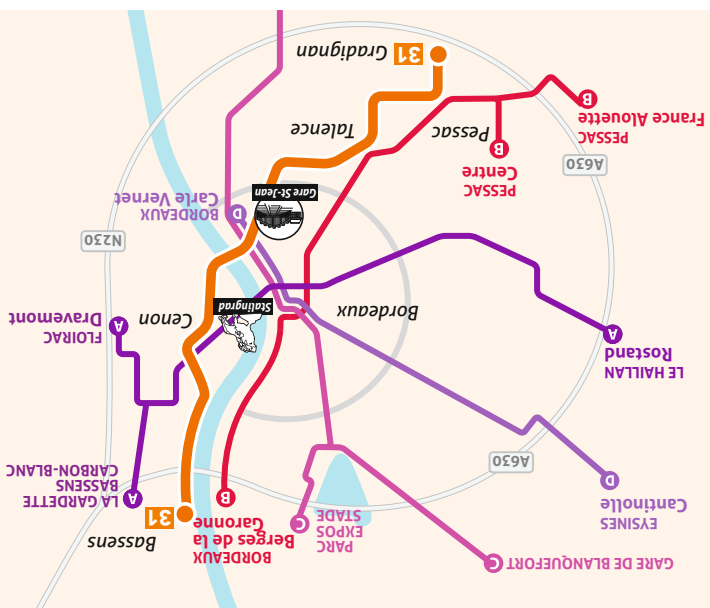 GARE DE BLANQUEFORT
C
PARC
EXPOS
STADE
C
BORDEAUX
Berges de la
Garonne
B
Bassens
31
EYSINES
Cantinolle
D
A630
LA GARDETTE
BASSENS
CARBON-BLANC
A
LE HAILLAN
Rostand
A
FLOIRAC
Dravemont
A
Cenon
Stalingrad
Bordeaux
N230
BORDEAUX
Carle Vernet
D
Gare St-Jean
A630
PESSAC
Centre
B
Pessac
PESSAC
France Alouette
B
Talence
Gradignan
31